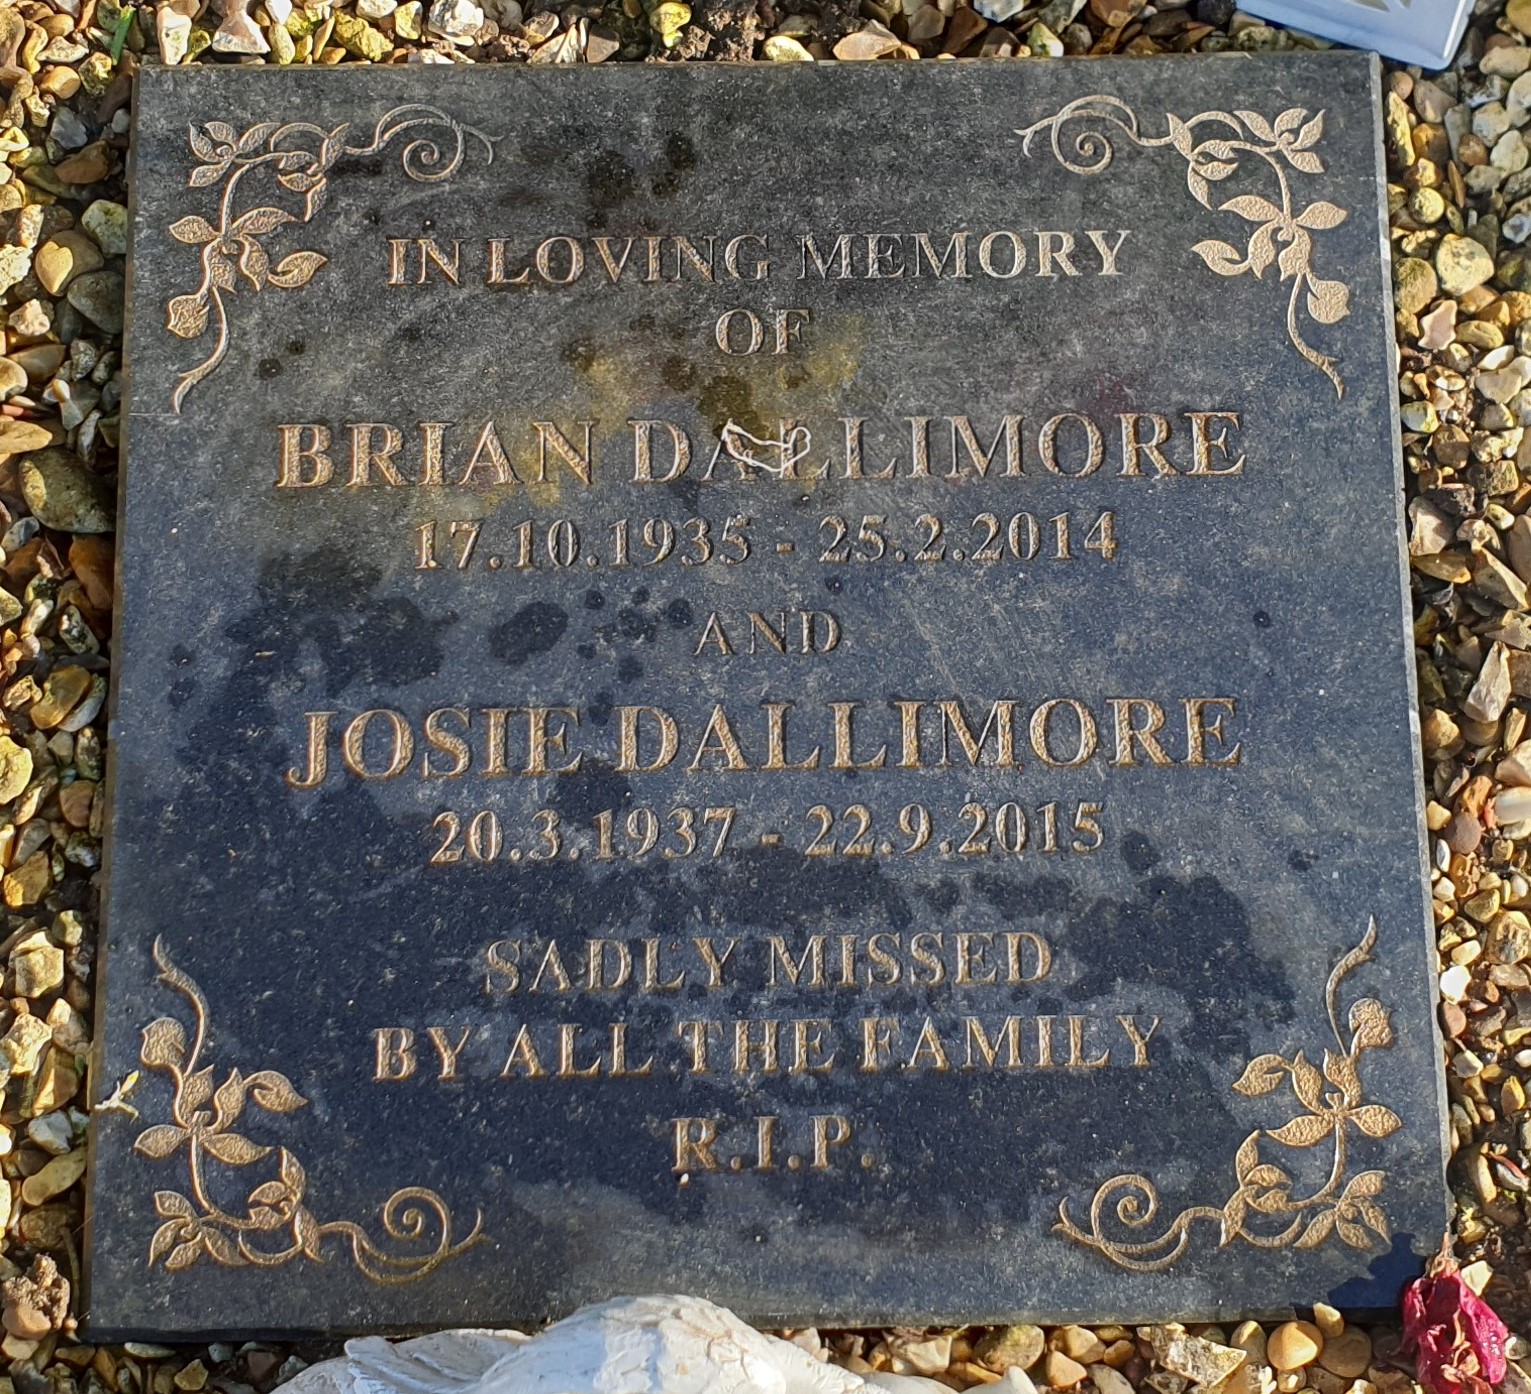 IN LOVING MEMORY
OF
BRIAN DALLIMORE
17.10.1935 - 25.2.2014
AND
JOSIE DALLIMORE
20.3.1937 - 22.9.2015
SADLY MISSED
BY ALL THE FAMILY
R.I.P.